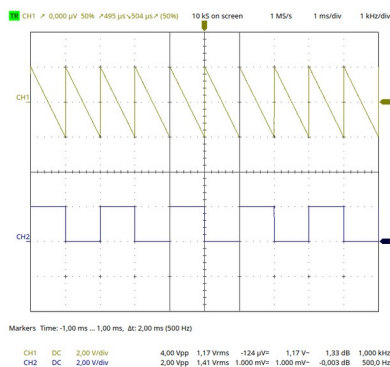 TR CH1 ↗ 0,000 µV 50% ↗495 µs↘504 µs↗ (50%) 10 kS on screen 1 MS/s 1 ms/div 1 kHz/div
CH1
CH2
Markers Time: -1,00 ms ... 1,00 ms, Δt: 2,00 ms (500 Hz)
CH1 DC 2,00 V/div 4,00 Vpp 1,17 Vrms -124 µV= 1,17 V~ 1,33 dB 1,000 kHz
CH2 DC 2,00 V/div 2,00 Vpp 1,41 Vrms 1.000 mV= 1.000 mV~ -0,003 dB 500,0 Hz